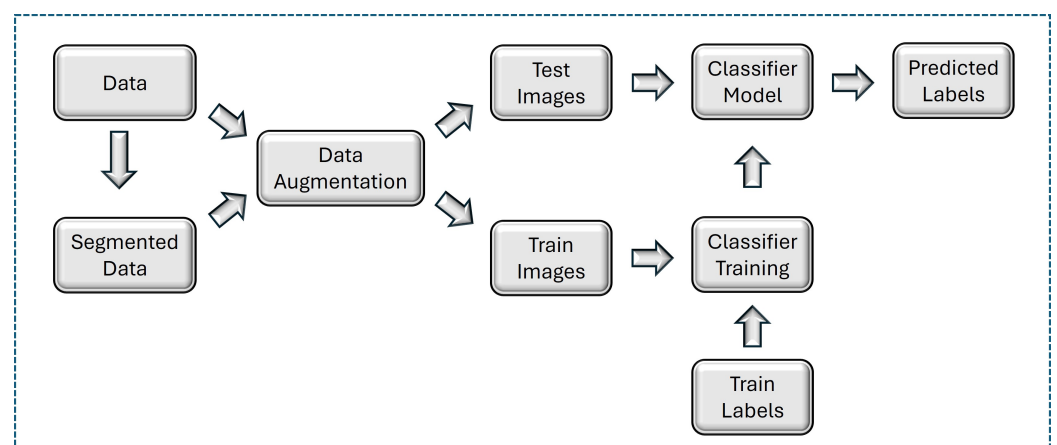 Data
Segmented
Data
Data
Augmentation
Test
Images
Train
Images
Classifier
Model
Classifier
Training
Train
Labels
Predicted
Labels